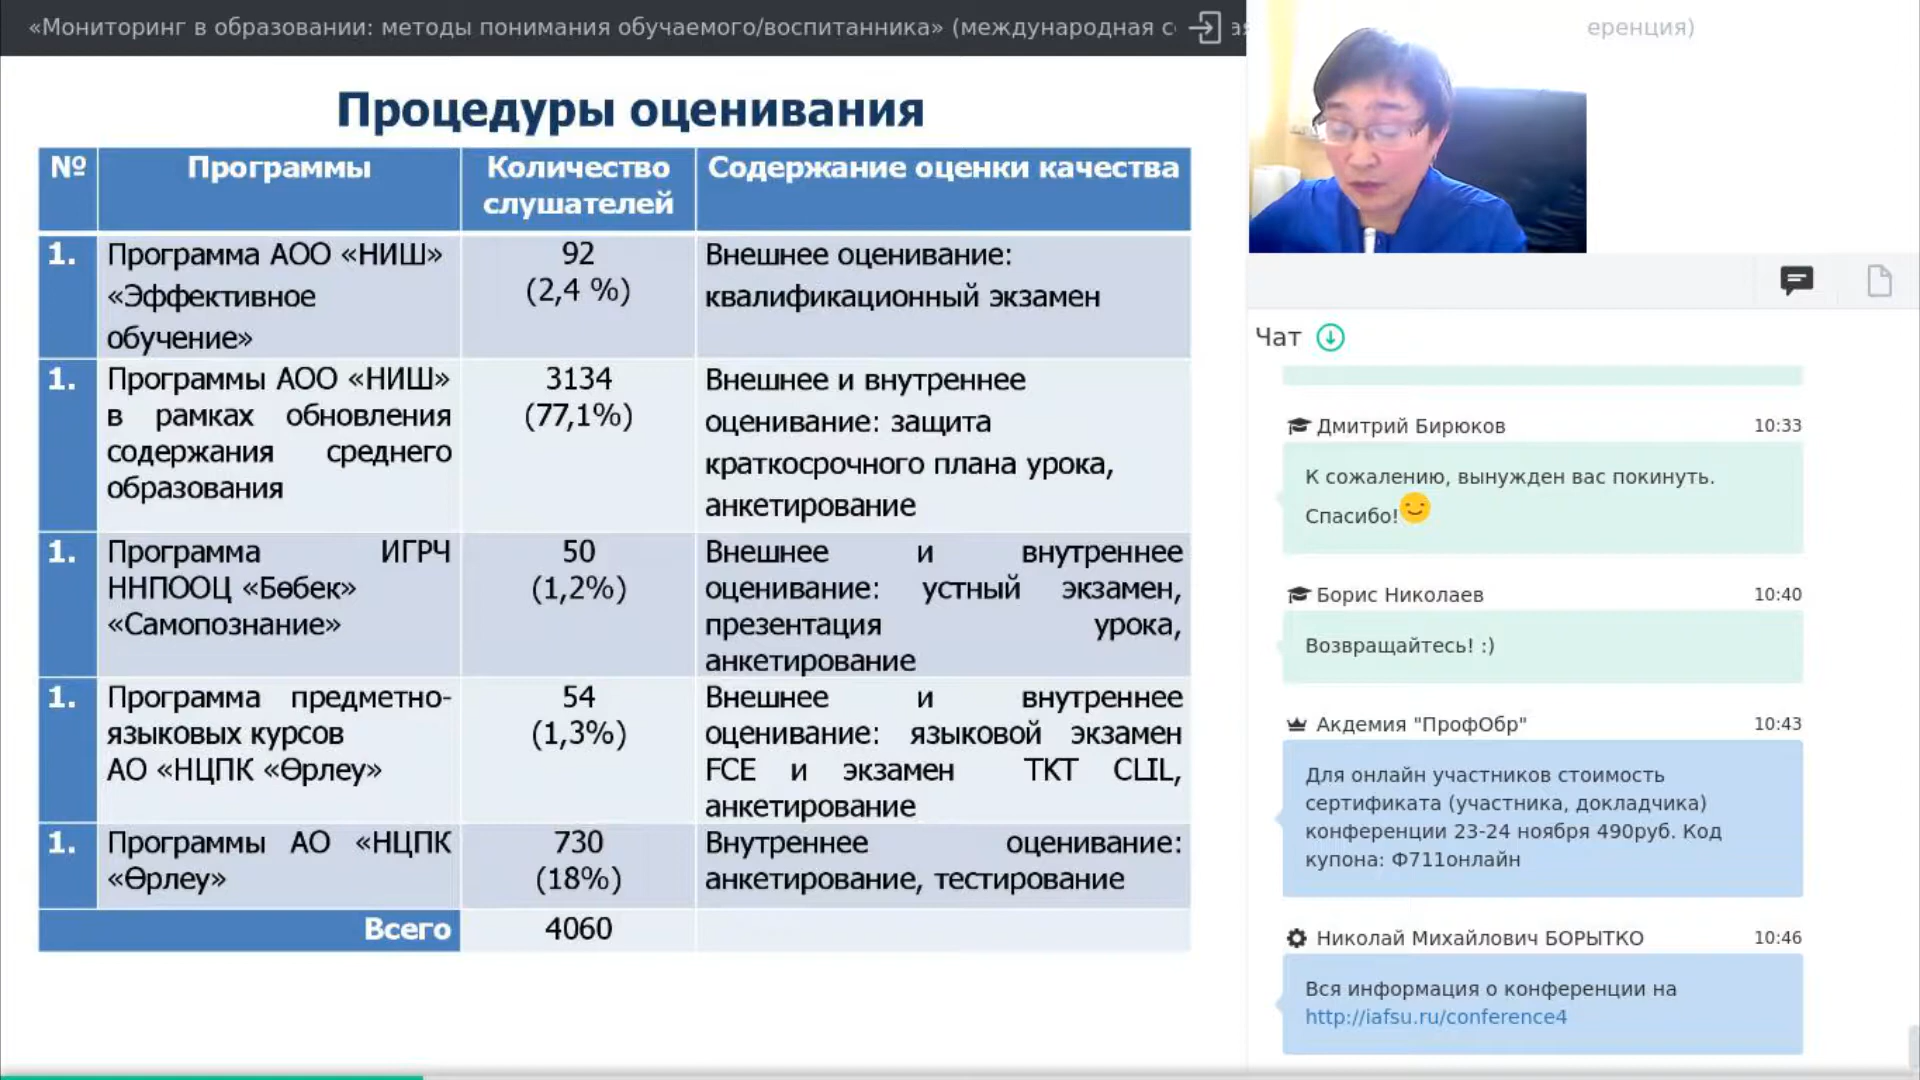 «Мониторинг в образовании: методы понимания обучаемого/воспитанника» (международная
еренция)
Процедуры оценивания
№ Программы Количество слушателей Содержание оценки качества
1. Программа АОО «НИШ»
«Эффективное
обучение»
92
(2,4 %)
Внешнее оценивание:
квалификационный экзамен
1. Программы АОО «НИШ»
в рамках обновления
содержания среднего
образования
3134
(77,1%)
Внешнее и внутреннее
оценивание: защита
краткосрочного плана урока,
анкетирование
1. Программа ИГРЧ
ННПООЦ «Бөбек»
«Самопознание»
50
(1,2%)
Внешнее и внутреннее
оценивание: устный экзамен,
презентация урока,
анкетирование
1. Программа предметно-
языковых курсов
АО «НЦПК «Өрлеу»
54
(1,3%)
Внешнее и внутреннее
оценивание: языковой экзамен
FCE и экзамен TKT CLIL,
анкетирование
1. Программы АО «НЦПК
«Өрлеу»
730
(18%)
Внутреннее оценивание:
анкетирование, тестирование
Всего 4060
Чат
Дмитрий Бирюков 10:33
К сожалению, вынужден вас покинуть.
Спасибо!
Борис Николаев 10:40
Возвращайтесь! :)
Акдемия "ПрофОбр" 10:43
Для онлайн участников стоимость
сертификата (участника, докладчика)
конференции 23-24 ноября 490руб. Код
купона: Ф711онлайн
Николай Михайлович БОРЫТКО 10:46
Вся информация о конференции на
http://iafsu.ru/conference4